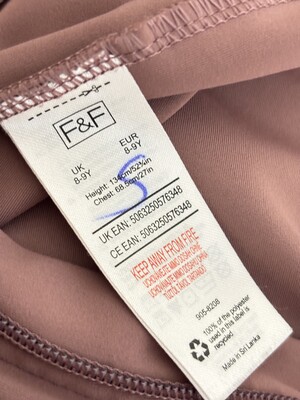 F&F
UK EUR
8-9Y 8-9Y
S
Height: 134cm/52¾in
Chest: 68.5cm/27in
UK EAN: 5063250576348
CE EAN: 5063250576348
KEEP AWAY FROM FIRE
905-8208
100% of the polyester
used in this label is
recycled
Made in Sri Lanka